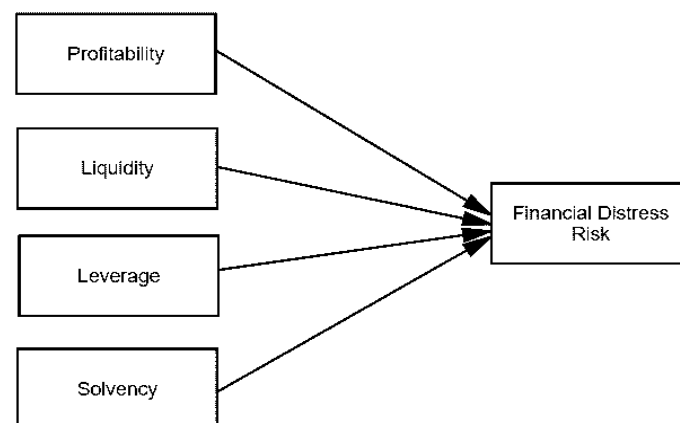 Profitability
Liquidity
Leverage
Solvency
Financial Distress
Risk